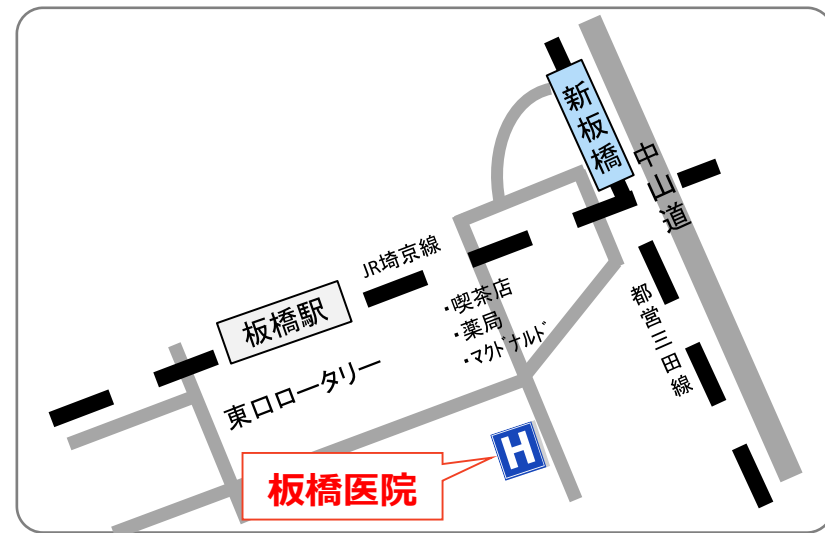 新板橋
中山道
JR埼京線
板橋駅
・喫茶店
・薬局
・マクドナルド
都営三田線
東口ロータリー
H
板橋医院